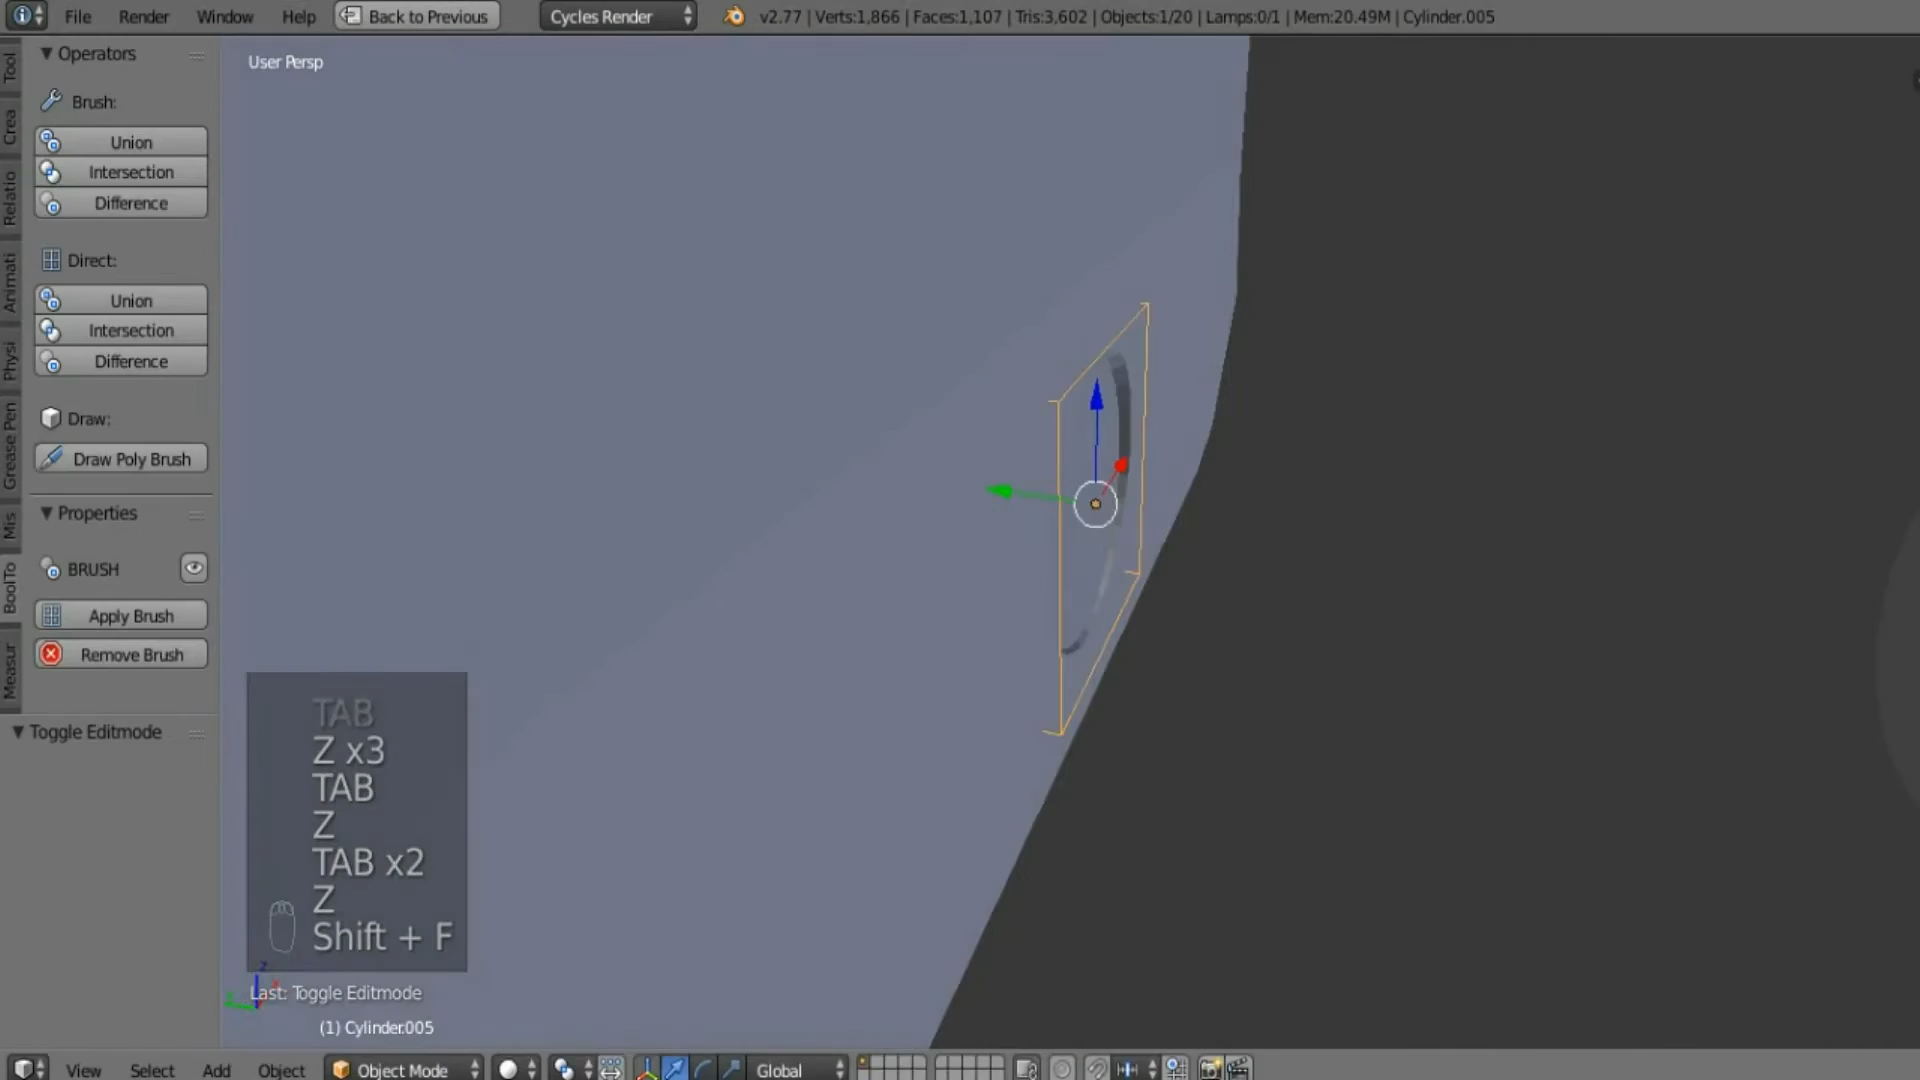 File Render Window Help Back to Previous Cycles Render v2.77 | Verts:1,866 | Faces:1,107 | Tris:3,602 | Objects:1/20 | Lamps:0/1 | Mem:20.49M | Cylinder.005
Operators
User Persp
Brush:
Union
Intersection
Difference
Direct:
Union
Intersection
Difference
Draw:
Draw Poly Brush
Properties
BRUSH
Apply Brush
Remove Brush
Toggle Editmode
Tool
Crea
Relatio
Animati
Physi
Grease Pen
Mis
BoolTo
Measur
TAB
Z x3
TAB
Z
TAB x2
Z
Shift + F
Last: Toggle Editmode
(1) Cylinder.005
View Select Add Object Object Mode Global